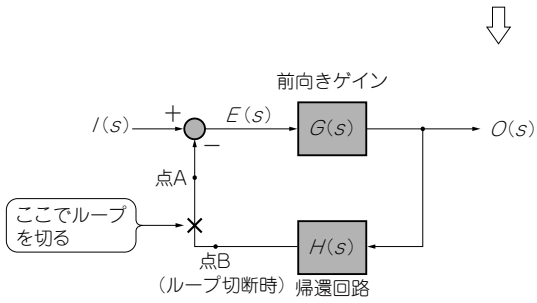 前向きゲイン
I(s)
+
E(s)
G(s)
O(s)
−
点A
ここでループ
を切る
H(s)
点B
(ループ切断時)
帰還回路